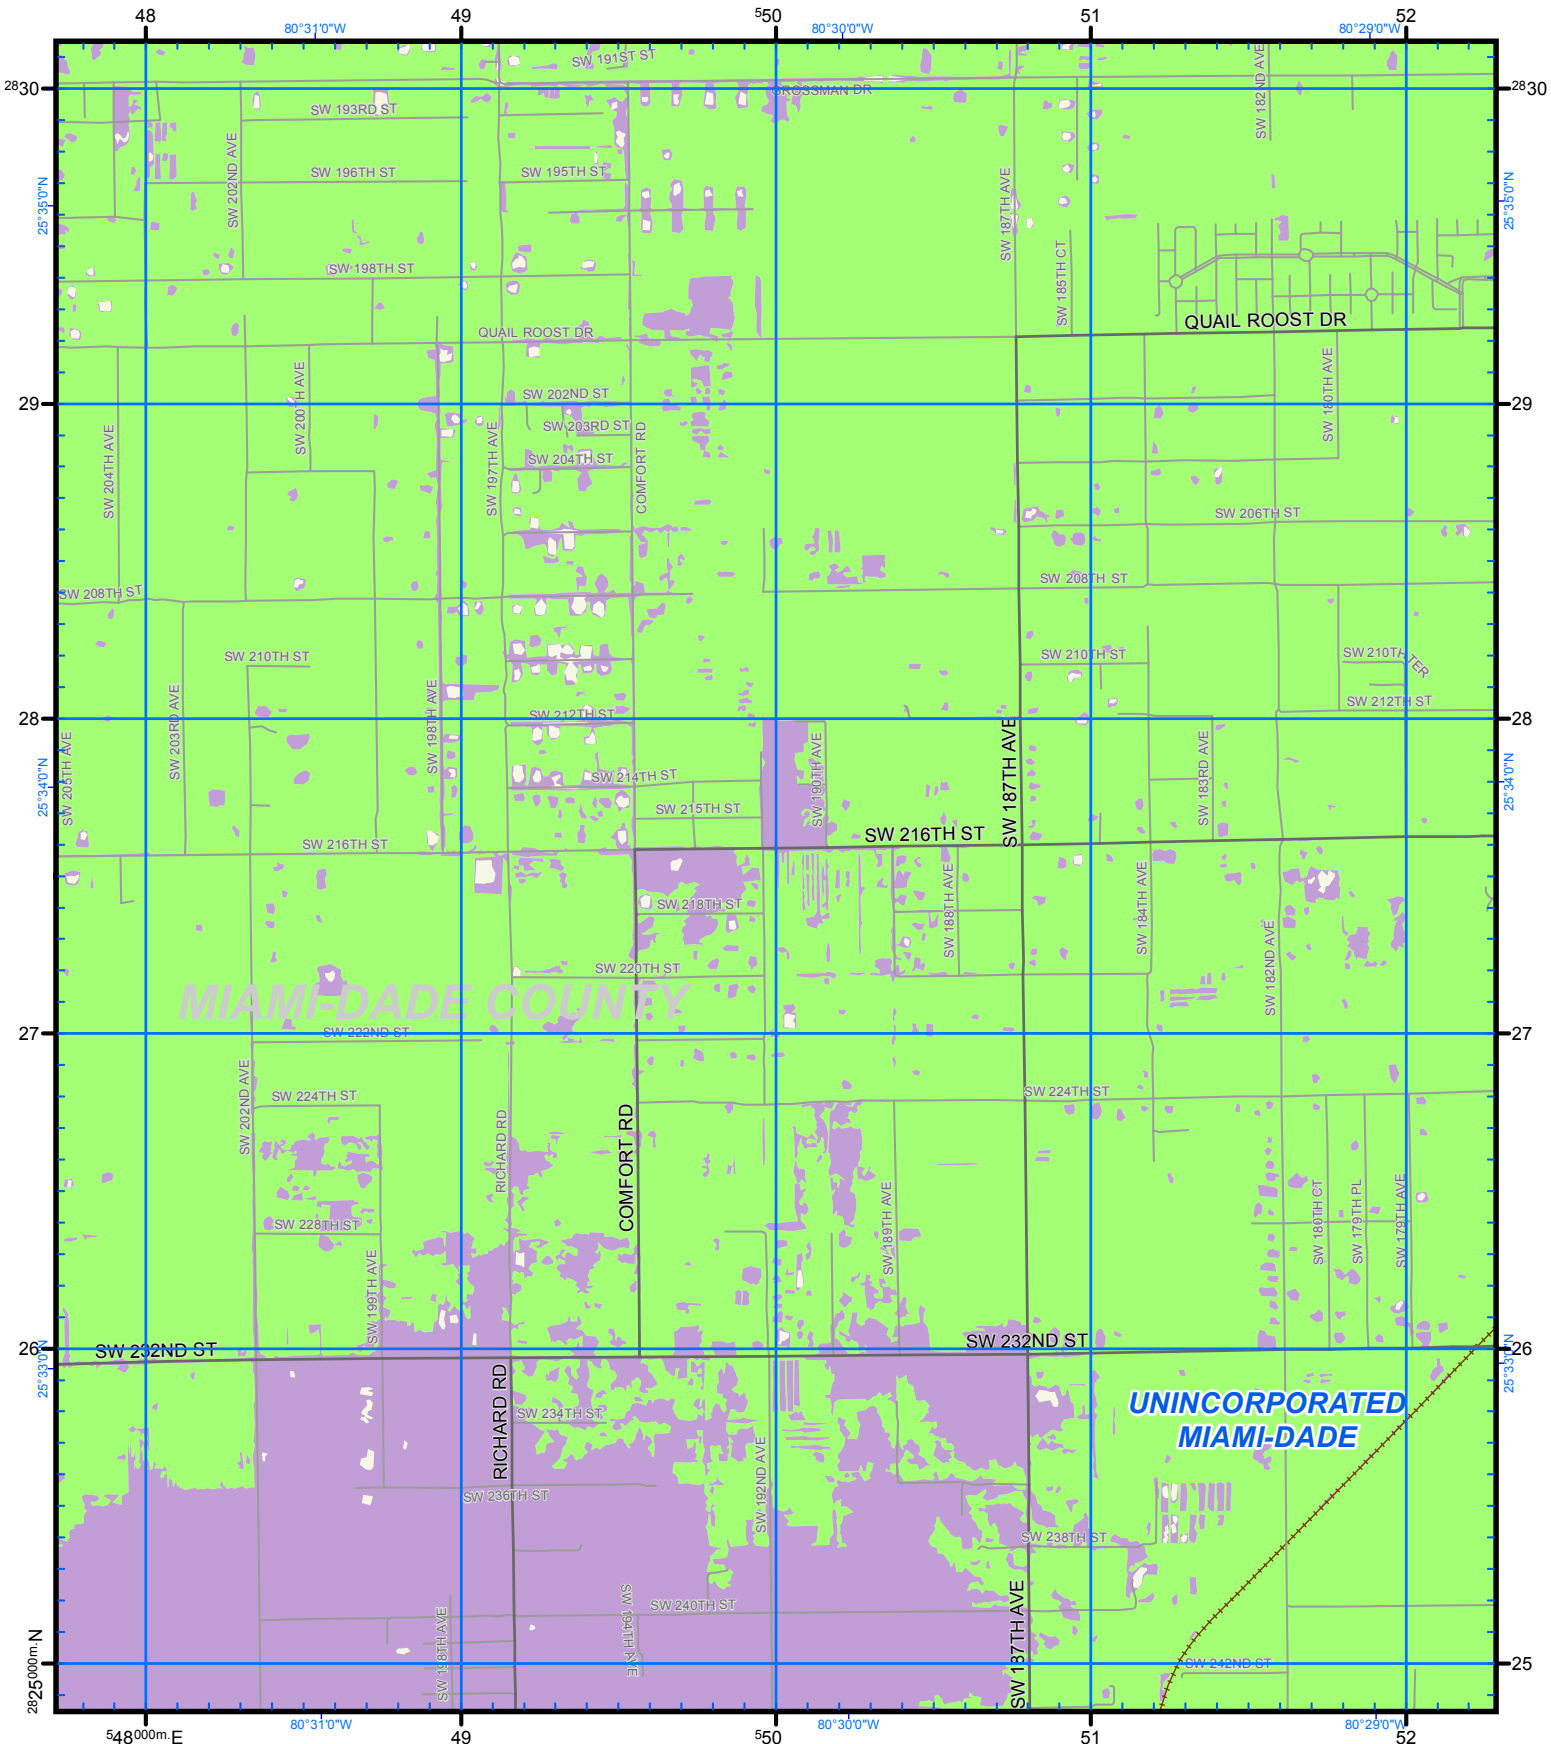 48 49 550 51 52
80°31'0"W 80°30'0"W 80°29'0"W
SW 191ST ST
2830 GROSSMAN DR 2830
SW 193RD ST
SW 182ND AVE
SW 202ND AVE
SW 196TH ST SW 195TH ST
SW 187TH AVE
25°35'0"N 25°35'0"N
SW 185TH CT
SW 198TH ST
QUAIL ROOST DR
QUAIL ROOST DR
SW 200TH AVE
SW 180TH AVE
SW 202ND ST
29 29
SW 203RD ST
SW 204TH AVE
SW 197TH AVE
COMFORT RD
SW 204TH ST
SW 206TH ST
SW 208TH ST
SW 208TH ST
SW 210TH ST
SW 210TH ST
SW 210TH TER
SW 203RD AVE
SW 198TH AVE
SW 212TH ST
28 28
SW 212TH ST
SW 205TH AVE
SW 190TH AVE
SW 187TH AVE
SW 183RD AVE
25°34'0"N 25°34'0"N
SW 214TH ST
SW 215TH ST
SW 216TH ST
SW 216TH ST
SW 188TH AVE
SW 184TH AVE
SW 218TH ST
SW 182ND AVE
SW 220TH ST
MIAMI-DADE COUNTY
SW 222ND ST
27 27
SW 202ND AVE
SW 224TH ST
SW 224TH ST
RICHARD RD
COMFORT RD
SW 189TH AVE
SW 180TH CT
SW 179TH PL
SW 179TH AVE
SW 228TH ST
SW 199TH AVE
26 26
SW 232ND ST
SW 232ND ST
25°33'0"N 25°33'0"N
UNINCORPORATED
MIAMI-DADE
RICHARD RD
SW 234TH ST
SW 192ND AVE
SW 236TH ST
SW 238TH ST
SW 240TH ST
SW 198TH AVE
SW 194TH AVE
SW 187TH AVE
SW 242ND ST
2825000m.N 25
80°31'0"W 80°30'0"W 80°29'0"W
548000m.E 49 550 51 52